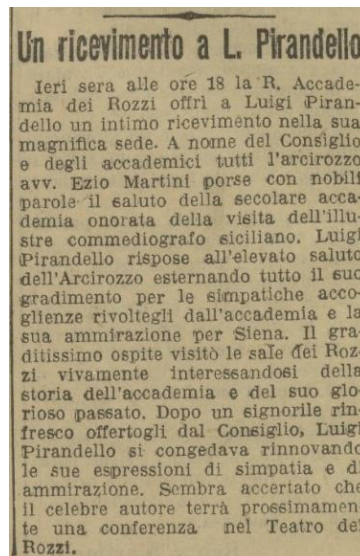 Un ricevimento a L. Pirandello
Ieri sera alle ore 18 la R. Accade-
mia dei Rozzi offrì a Luigi Piran-
dello un intimo ricevimento nella sua
magnifica sede. A nome del Consiglio
e degli accademici tutti l'arcirozzo
avv. Ezio Martini porse con nobili
parole il saluto della secolare acca-
demia onorata della visita dell'illu-
stre commediografo siciliano. Luigi
Pirandello rispose all'elevato saluto
dell'Arcirozzo esternando tutto il suo
gradimento per le simpatiche acco-
glienze rivoltegli dall'accademia e la
sua ammirazione per Siena. Il gra-
ditissimo ospite visitò le sale dei Roz-
zi vivamente interessandosi della
storia dell'accademia e del suo glo-
rioso passato. Dopo un signorile rin
fresco offertogli dal Consiglio, Luigi
Pirandello si congedava rinnovando
le sue espressioni di simpatia e d
ammirazione. Sembra accertato che
il celebre autore terrà prossimamen
te una conferenza nel Teatro dei
Rozzi.